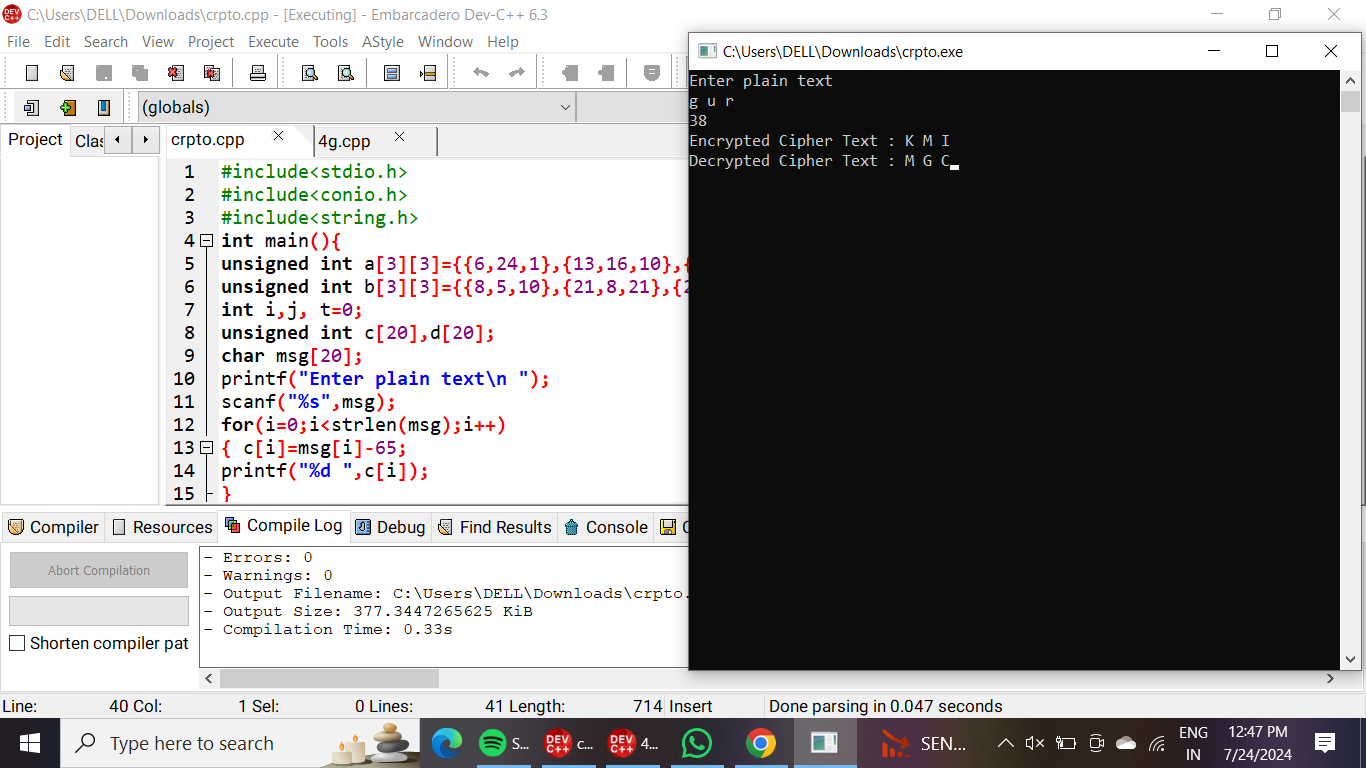 C:\Users\DELL\Downloads\crpto.cpp - [Executing] - Embarcadero Dev-C++ 6.3
File Edit Search View Project Execute Tools AStyle Window Help
(globals)
Project Clas
crpto.cpp
4g.cpp
1 #include<stdio.h>
2 #include<conio.h>
3 #include<string.h>
4 int main(){
5 unsigned int a[3][3]={{6,24,1},{13,16,10},{
6 unsigned int b[3][3]={{8,5,10},{21,8,21},{2
7 int i,j, t=0;
8 unsigned int c[20],d[20];
9 char msg[20];
10 printf("Enter plain text\n ");
11 scanf("%s",msg);
12 for(i=0;i<strlen(msg);i++)
13 { c[i]=msg[i]-65;
14 printf("%d ",c[i]);
15 }
C:\Users\DELL\Downloads\crpto.exe
Enter plain text
g u r
38
Encrypted Cipher Text : K M I
Decrypted Cipher Text : M G C
Compiler Resources Compile Log Debug Find Results Console
Abort Compilation
Shorten compiler pat
- Errors: 0
- Warnings: 0
- Output Filename: C:\Users\DELL\Downloads\crpto.
- Output Size: 377.3447265625 KiB
- Compilation Time: 0.33s
Line: 40 Col: 1 Sel: 0 Lines: 41 Length: 714 Insert Done parsing in 0.047 seconds
Type here to search
DEV C++
S...
DEV C++
c...
DEV C++
4...
SEN...
ENG
IN
12:47 PM
7/24/2024